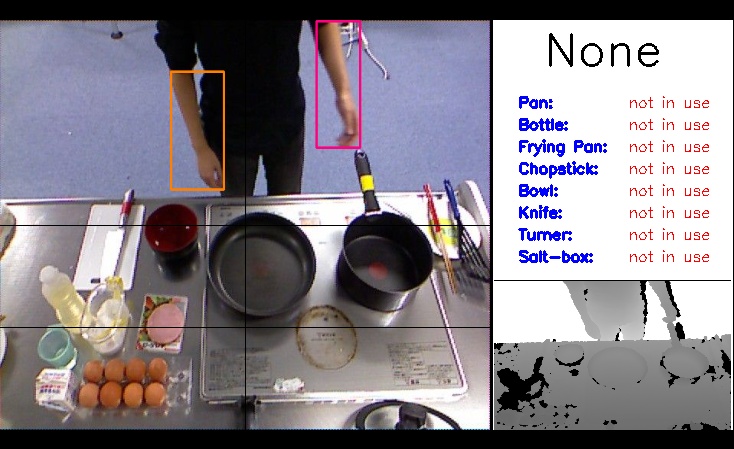 None
Pan: not in use
Bottle: not in use
Frying Pan: not in use
Chopstick: not in use
Bowl: not in use
Knife: not in use
Turner: not in use
Salt-box: not in use